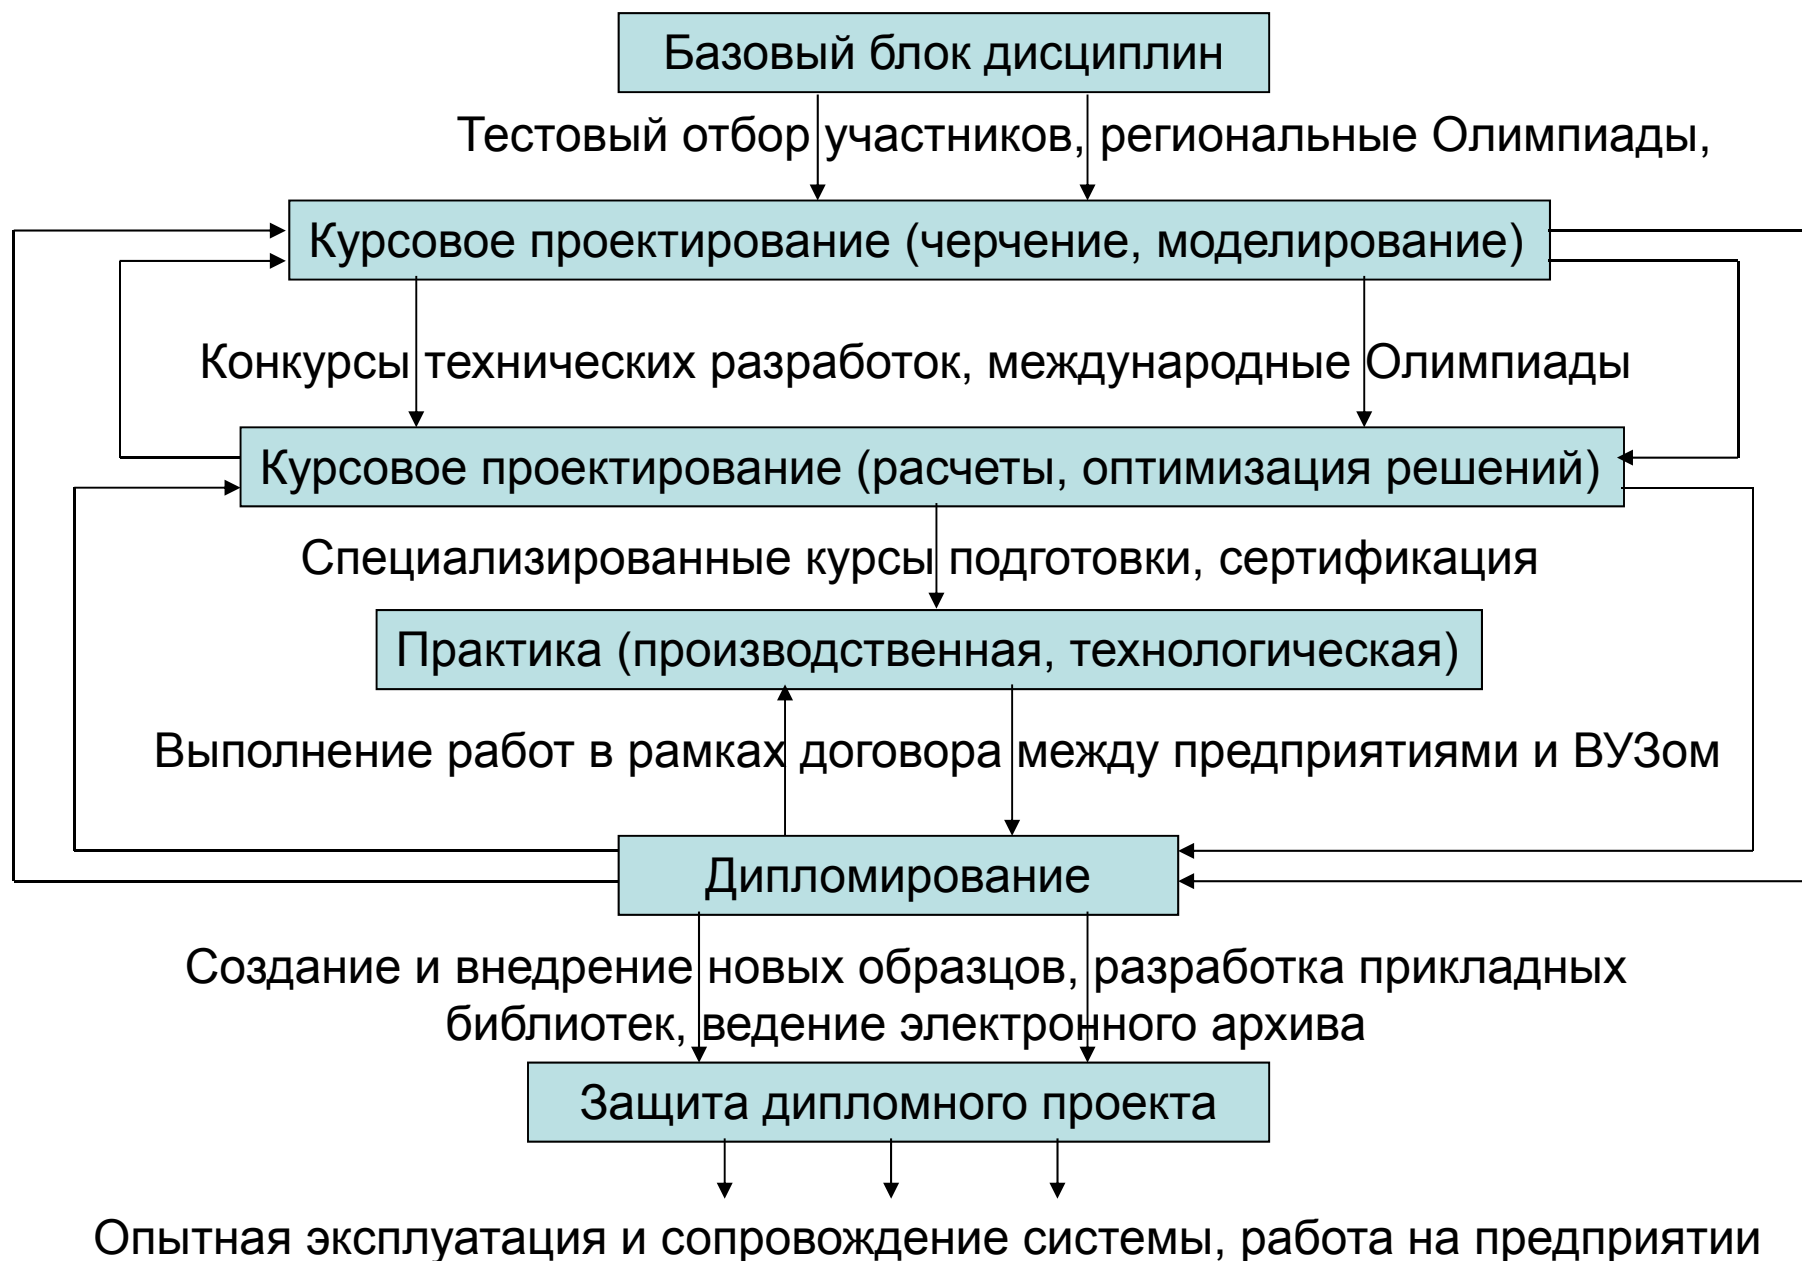 Базовый блок дисциплин
Тестовый отбор участников, региональные Олимпиады,
Курсовое проектирование (черчение, моделирование)
Конкурсы технических разработок, международные Олимпиады
Курсовое проектирование (расчеты, оптимизация решений)
Специализированные курсы подготовки, сертификация
Практика (производственная, технологическая)
Выполнение работ в рамках договора между предприятиями и ВУЗом
Дипломирование
Создание и внедрение новых образцов, разработка прикладных
библиотек, ведение электронного архива
Защита дипломного проекта
Опытная эксплуатация и сопровождение системы, работа на предприятии